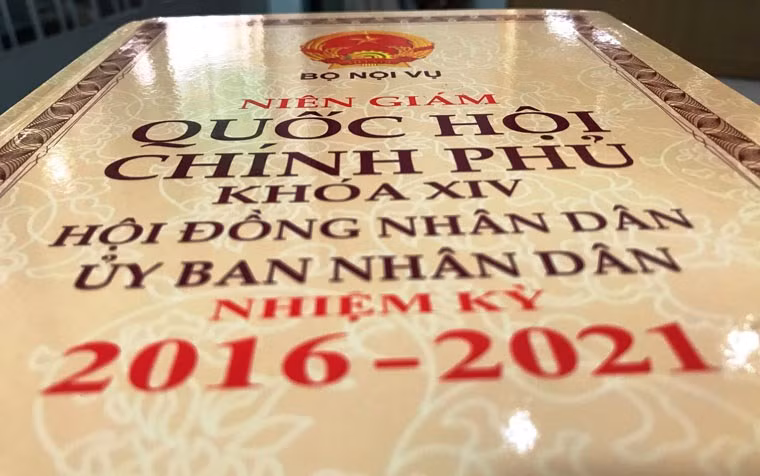 BỘ NỘI VỤ
NIÊN GIÁM
QUỐC HỘI
CHÍNH PHỦ
KHÓA XIV
HỘI ĐỒNG NHÂN DÂN
ỦY BAN NHÂN DÂN
NHIỆM KỲ
2016-2021